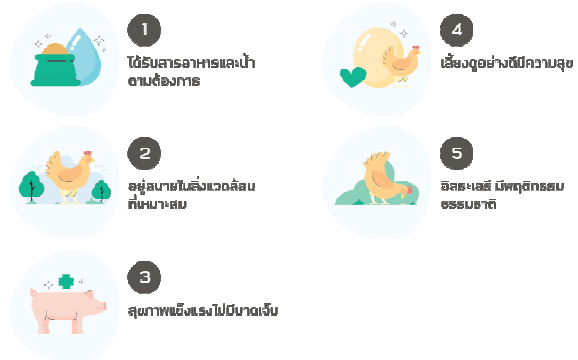 1
ได้รับสารอาหารและน้ำ
ตามต้องการ
2
อยู่สบายในสิ่งแวดล้อม
ที่เหมาะสม
3
สุขภาพแข็งแรงไม่มีบาดเจ็บ
4
เลี้ยงดูอย่างดีมีความสุข
5
อิสระเสรี มีพฤติกรรม
ธรรมชาติ